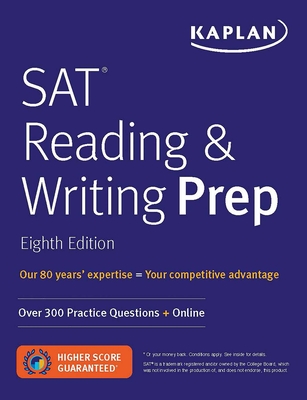 KAPLAN
SAT®
Reading &
Writing Prep
Eighth Edition
Our 80 years' expertise = Your competitive advantage
Over 300 Practice Questions + Online
HIGHER SCORE
GUARANTEED*
* Or your money back. Conditions apply. See inside for details.
SAT® is a trademark registered and/or owned by the College Board, which
was not involved in the production of, and does not endorse, this product.